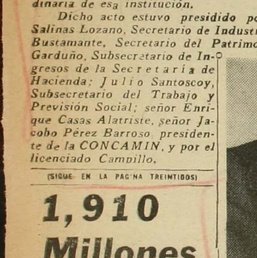 dinaria de esa institución.
Dicho acto estuvo presidido po
Salinas Lozano, Secretario de Industr
Bustamante, Secretario del Patrimo
Garduño, Subsecretario de In-
gresos de la Secretaría de
Hacienda; Julio Santoscoy,
Subsecretario del Trabajo y
Previsión Social; señor Enri-
que Casas Alatriste, señor Ja-
cobo Pérez Barroso presiden-
te de la CONCAMIN, y por el
licenciado Campillo.
(SIGUE EN LA PAGINA TREINTIDOS)
1,910
Millones